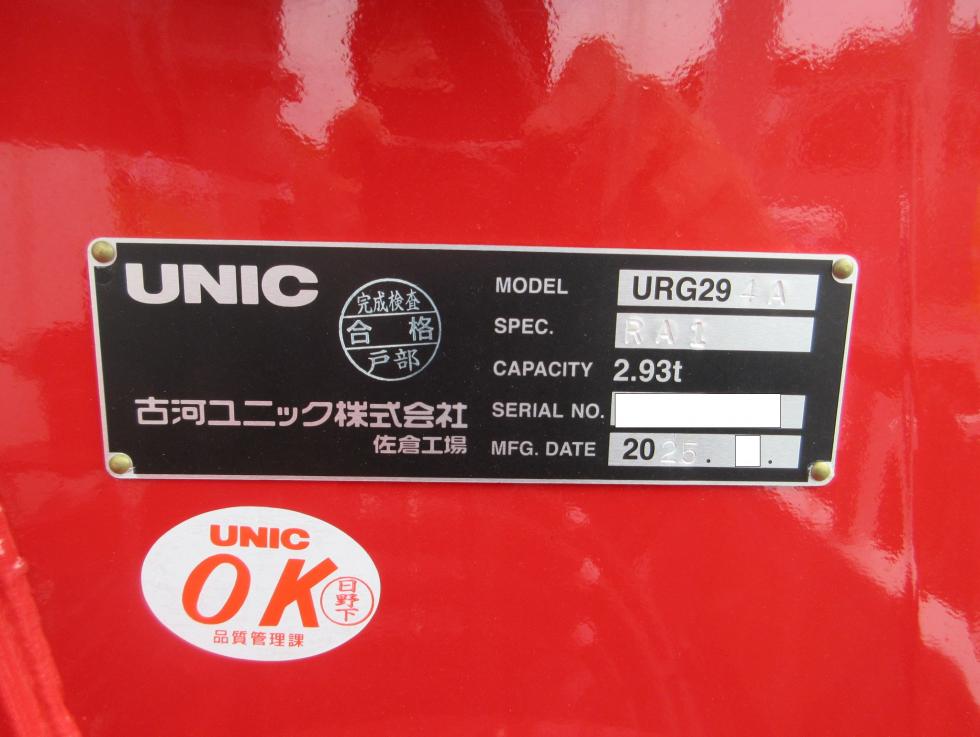 UNIC
完成検査
合格
戸部
古河ユニック株式会社
佐倉工場
MODEL URG294A
SPEC. RA1
CAPACITY 2.93t
SERIAL NO.
MFG. DATE 2025. .
UNIC
OK
日野下
品質管理課